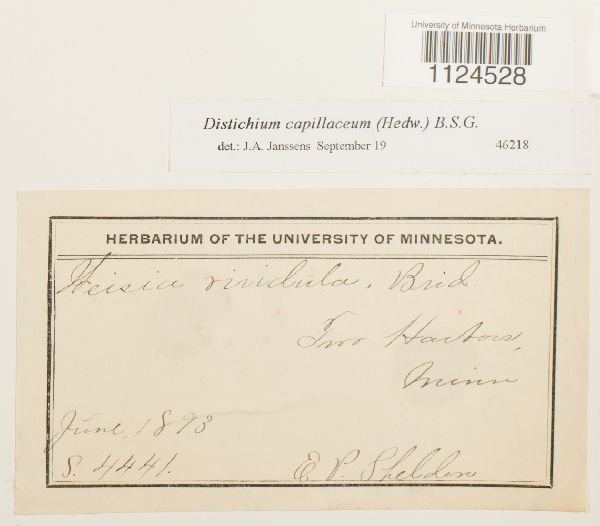 University of Minnesota Herbarium
1124528
Distichium capillaceum (Hedw.) B.S.G.
det.: J.A. Janssens September 19
46218
HERBARIUM OF THE UNIVERSITY OF MINNESOTA.
Weisia viridula, Brid.
Two Harbors,
Minn
June, 1893
S. 4441.
E. P. Sheldon